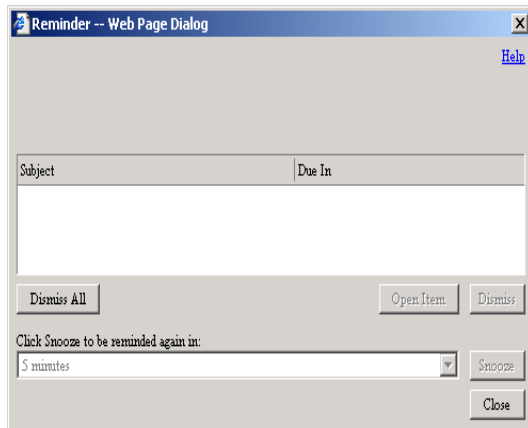 Reminder -- Web Page Dialog
Help
Subject Due In
Dismiss All Open Item Dismiss
Click Snooze to be reminded again in:
5 minutes Snooze
Close